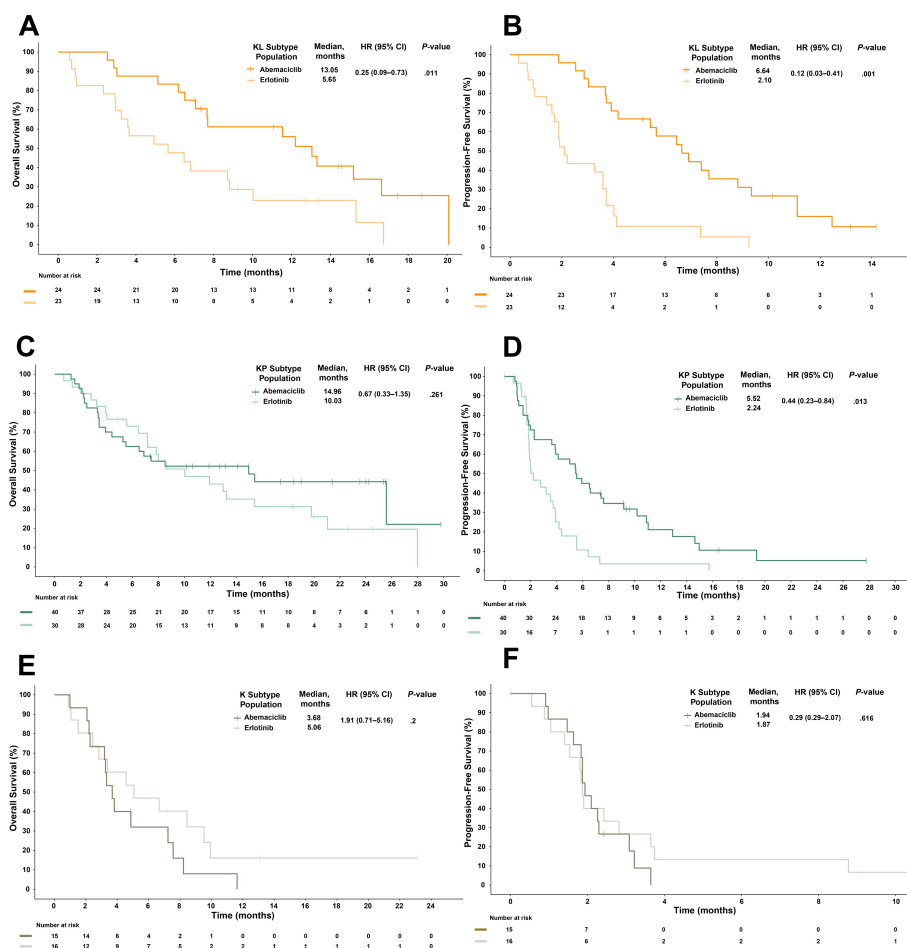 A
KL Subtype Population Median, months HR (95% CI) P-value
Abemaciclib 13.05 0.25 (0.09–0.73) .011
Erlotinib 5.65
Overall Survival (%)
100
90
80
70
60
50
40
30
20
10
0
0 2 4 6 8 10 12 14 16 18 20
Time (months)
Number at risk
24 24 21 20 13 13 11 8 4 2 1
23 19 13 10 8 5 4 2 1 0 0
B
KL Subtype Population Median, months HR (95% CI) P-value
Abemaciclib 6.64 0.12 (0.03–0.41) .001
Erlotinib 2.10
Progression-Free Survival (%)
100
90
80
70
60
50
40
30
20
10
0
0 2 4 6 8 10 12 14
Time (months)
Number at risk
24 23 17 13 8 6 3 1
23 12 4 2 1 0 0 0
C
KP Subtype Population Median, months HR (95% CI) P-value
Abemaciclib 14.96 0.67 (0.33–1.35) .261
Erlotinib 10.03
Overall Survival (%)
100
90
80
70
60
50
40
30
20
10
0
0 2 4 6 8 10 12 14 16 18 20 22 24 26 28 30
Time (months)
Number at risk
40 37 28 25 21 20 17 15 11 10 8 7 6 1 1 0
30 28 24 20 15 13 11 9 8 8 4 3 2 1 0 0
D
KP Subtype Population Median, months HR (95% CI) P-value
Abemaciclib 5.52 0.44 (0.23–0.84) .013
Erlotinib 2.24
Progression-Free Survival (%)
100
90
80
70
60
50
40
30
20
10
0
0 2 4 6 8 10 12 14 16 18 20 22 24 26 28 30
Time (months)
Number at risk
40 30 24 18 13 9 6 5 3 2 1 1 1 1 0 0
30 16 7 3 1 1 1 1 0 0 0 0 0 0 0 0
E
K Subtype Population Median, months HR (95% CI) P-value
Abemaciclib 3.68 1.91 (0.71–5.16) .2
Erlotinib 5.06
Overall Survival (%)
100
90
80
70
60
50
40
30
20
10
0
0 2 4 6 8 10 12 14 16 18 20 22 24
Time (months)
Number at risk
15 14 6 4 2 1 0 0 0 0 0 0 0
16 12 9 7 5 2 2 1 1 1 1 1 0
F
K Subtype Population Median, months HR (95% CI) P-value
Abemaciclib 1.94 0.29 (0.29–2.07) .616
Erlotinib 1.87
Progression-Free Survival (%)
100
90
80
70
60
50
40
30
20
10
0
0 2 4 6 8 10
Time (months)
Number at risk
15 7 0 0 0 0
16 6 2 2 2 1